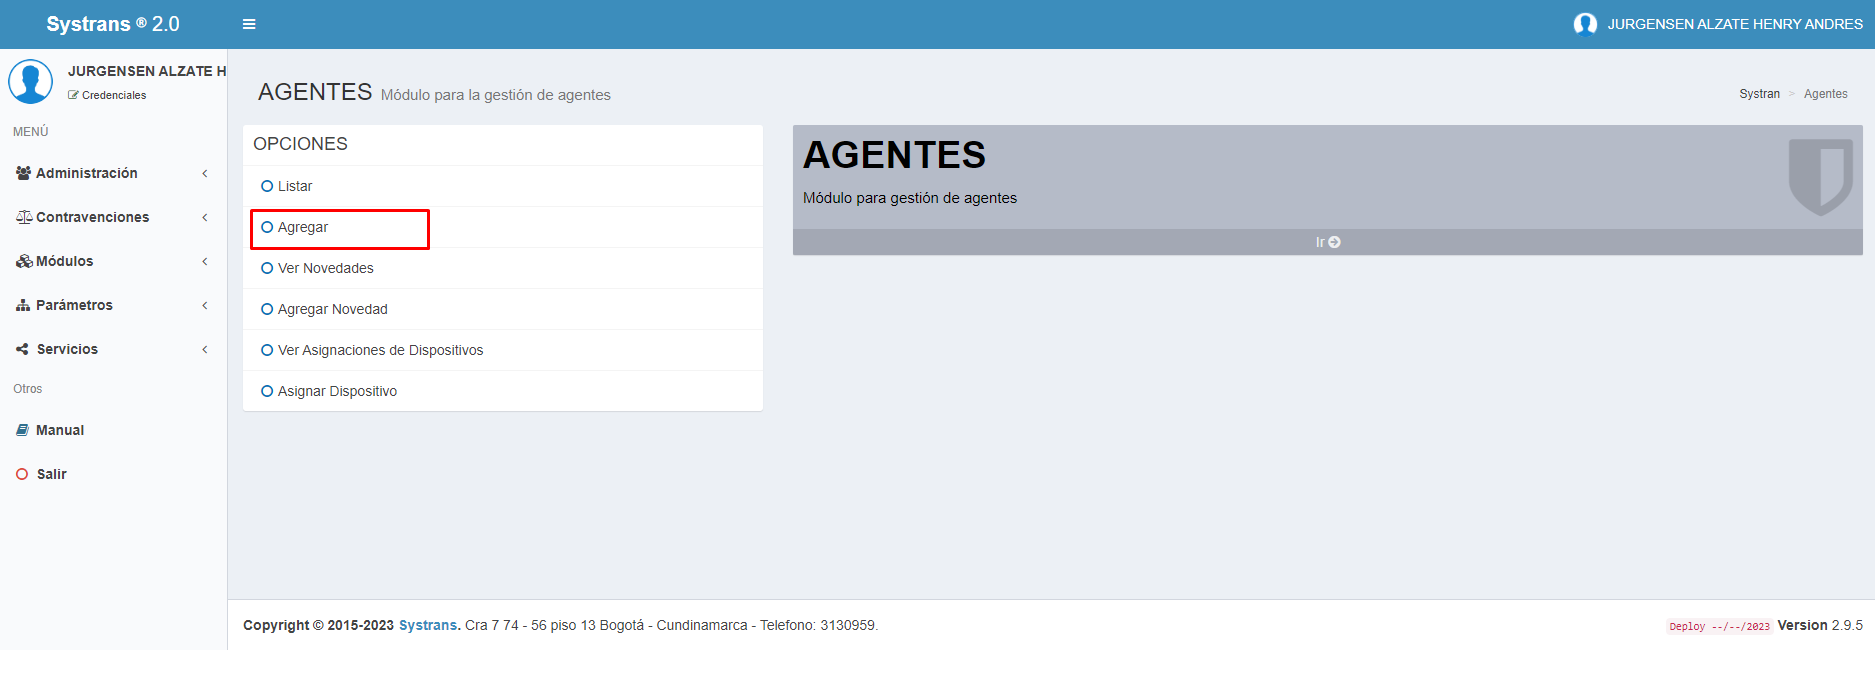 Systrans ® 2.0
JURGENSEN ALZATE HENRY ANDRES
JURGENSEN ALZATE H
Credenciales
MENÚ
Administración
Contravenciones
Módulos
Parámetros
Servicios
Otros
Manual
Salir
AGENTES Módulo para la gestión de agentes
Systran > Agentes
OPCIONES
Listar
Agregar
Ver Novedades
Agregar Novedad
Ver Asignaciones de Dispositivos
Asignar Dispositivo
AGENTES
Módulo para gestión de agentes
Ir
Copyright © 2015-2023 Systrans. Cra 7 74 - 56 piso 13 Bogotá - Cundinamarca - Telefono: 3130959.
Deploy --/--/2023 Version 2.9.5